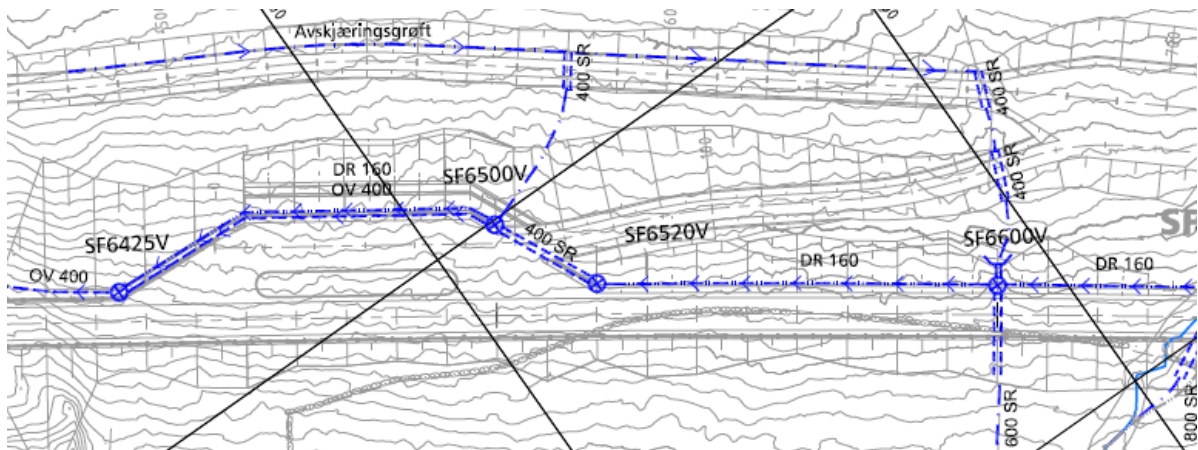 Avskjæringsgrøft
400 SR
400 SR
400 SR
DR 160
OV 400
SF6500V
SF6425V
400 SR
SF6520V
SF6600V
OV 400
DR 160
DR 160
600 SR
800 SR